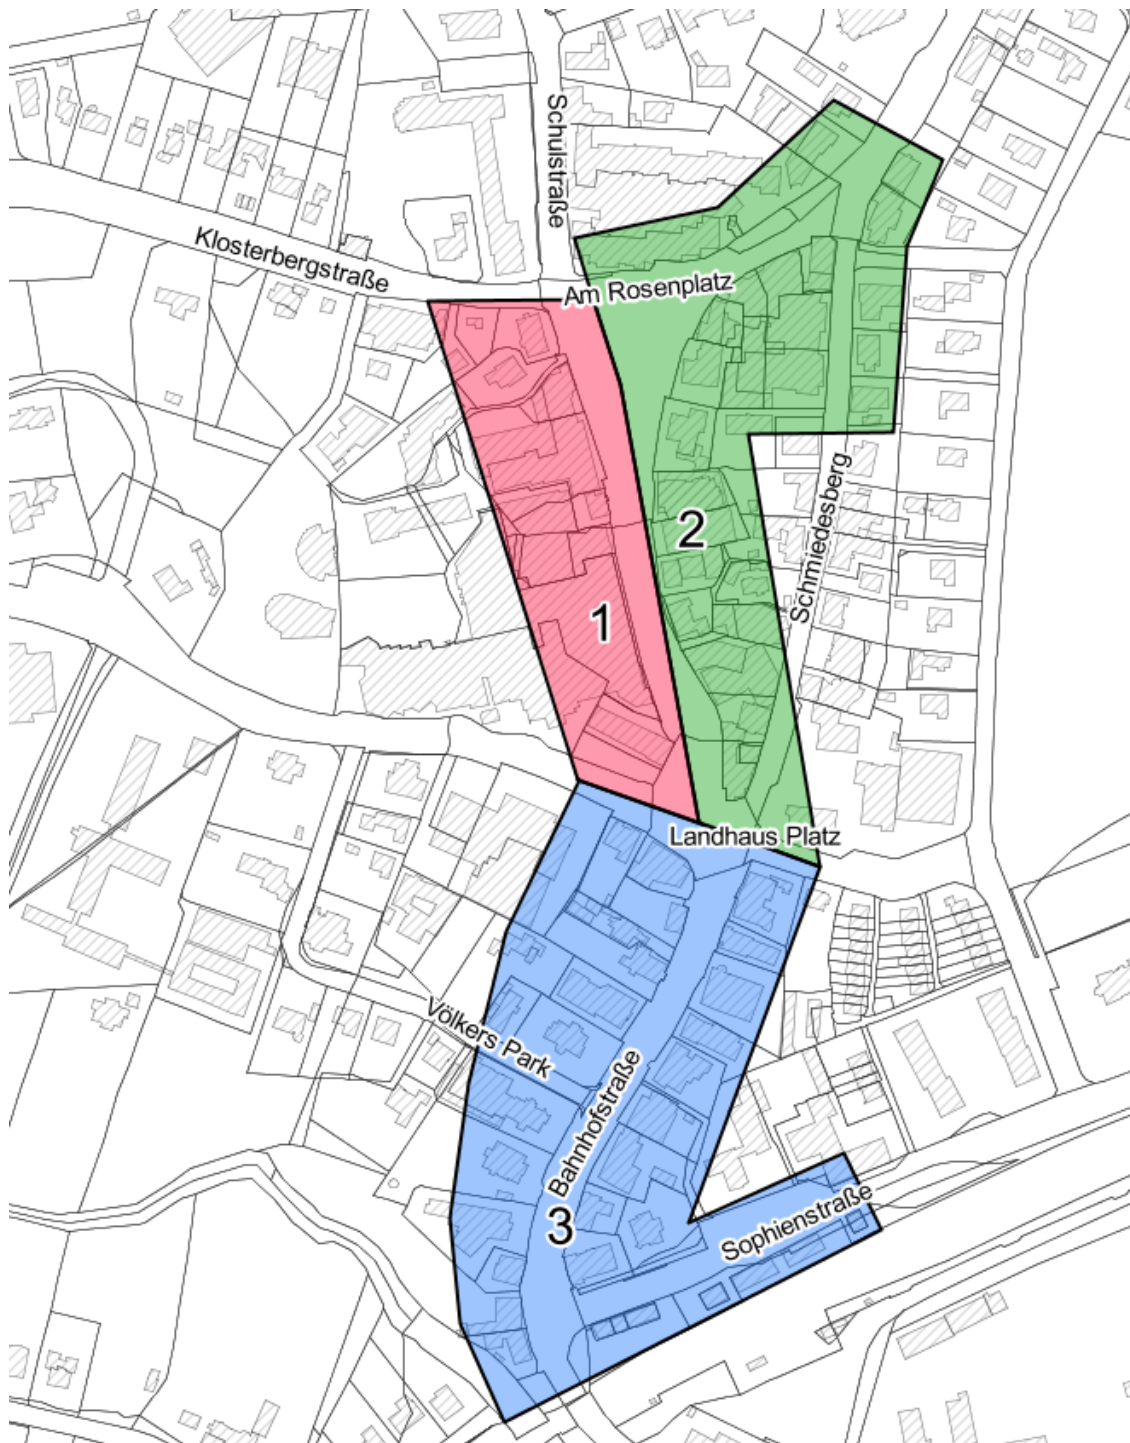 Schulstraße
Klosterbergstraße
Am Rosenplatz
2
Schmiedesberg
1
Landhaus Platz
Völkers Park
Bahnhofstraße
3
Sophienstraße